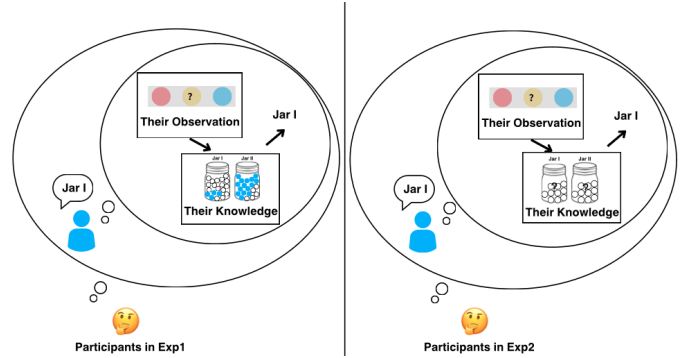 ?
Their Observation
Jar I
Jar I Jar II
Their Knowledge
Jar I
Participants in Exp1
?
Their Observation
Jar I
Jar I Jar II
? ?
Their Knowledge
Jar I
Participants in Exp2